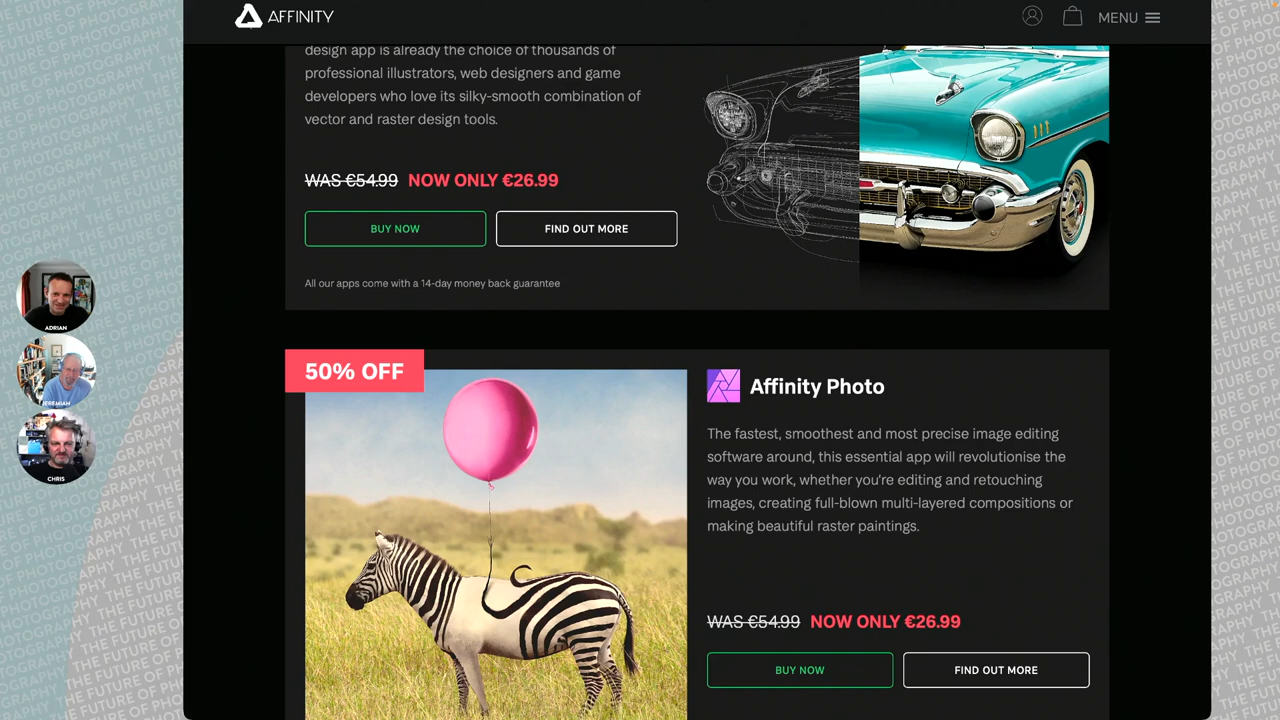 AFFINITY
MENU
design app is already the choice of thousands of
professional illustrators, web designers and game
developers who love its silky-smooth combination of
vector and raster design tools.
WAS €54.99 NOW ONLY €26.99
BUY NOW
FIND OUT MORE
All our apps come with a 14-day money back guarantee
50% OFF
Affinity Photo
The fastest, smoothest and most precise image editing
software around, this essential app will revolutionise the
way you work, whether you're editing and retouching
images, creating full-blown multi-layered compositions or
making beautiful raster paintings.
WAS €54.99 NOW ONLY €26.99
BUY NOW
FIND OUT MORE
ADRIAN
JEREMIAH
CHRIS
THE FUTURE OF PHOTOGRAPHY